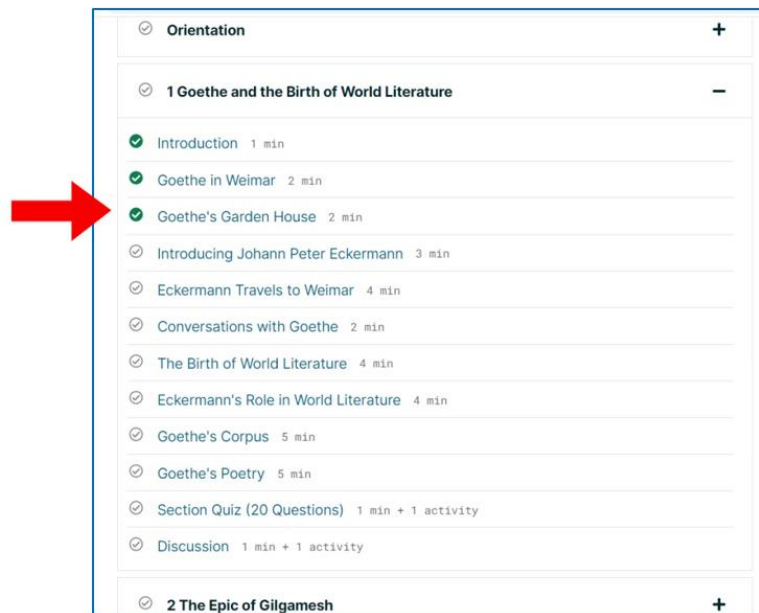 Orientation
1 Goethe and the Birth of World Literature
Introduction 1 min
Goethe in Weimar 2 min
Goethe's Garden House 2 min
Introducing Johann Peter Eckermann 3 min
Eckermann Travels to Weimar 4 min
Conversations with Goethe 2 min
The Birth of World Literature 4 min
Eckermann's Role in World Literature 4 min
Goethe's Corpus 5 min
Goethe's Poetry 5 min
Section Quiz (20 Questions) 1 min + 1 activity
Discussion 1 min + 1 activity
2 The Epic of Gilgamesh